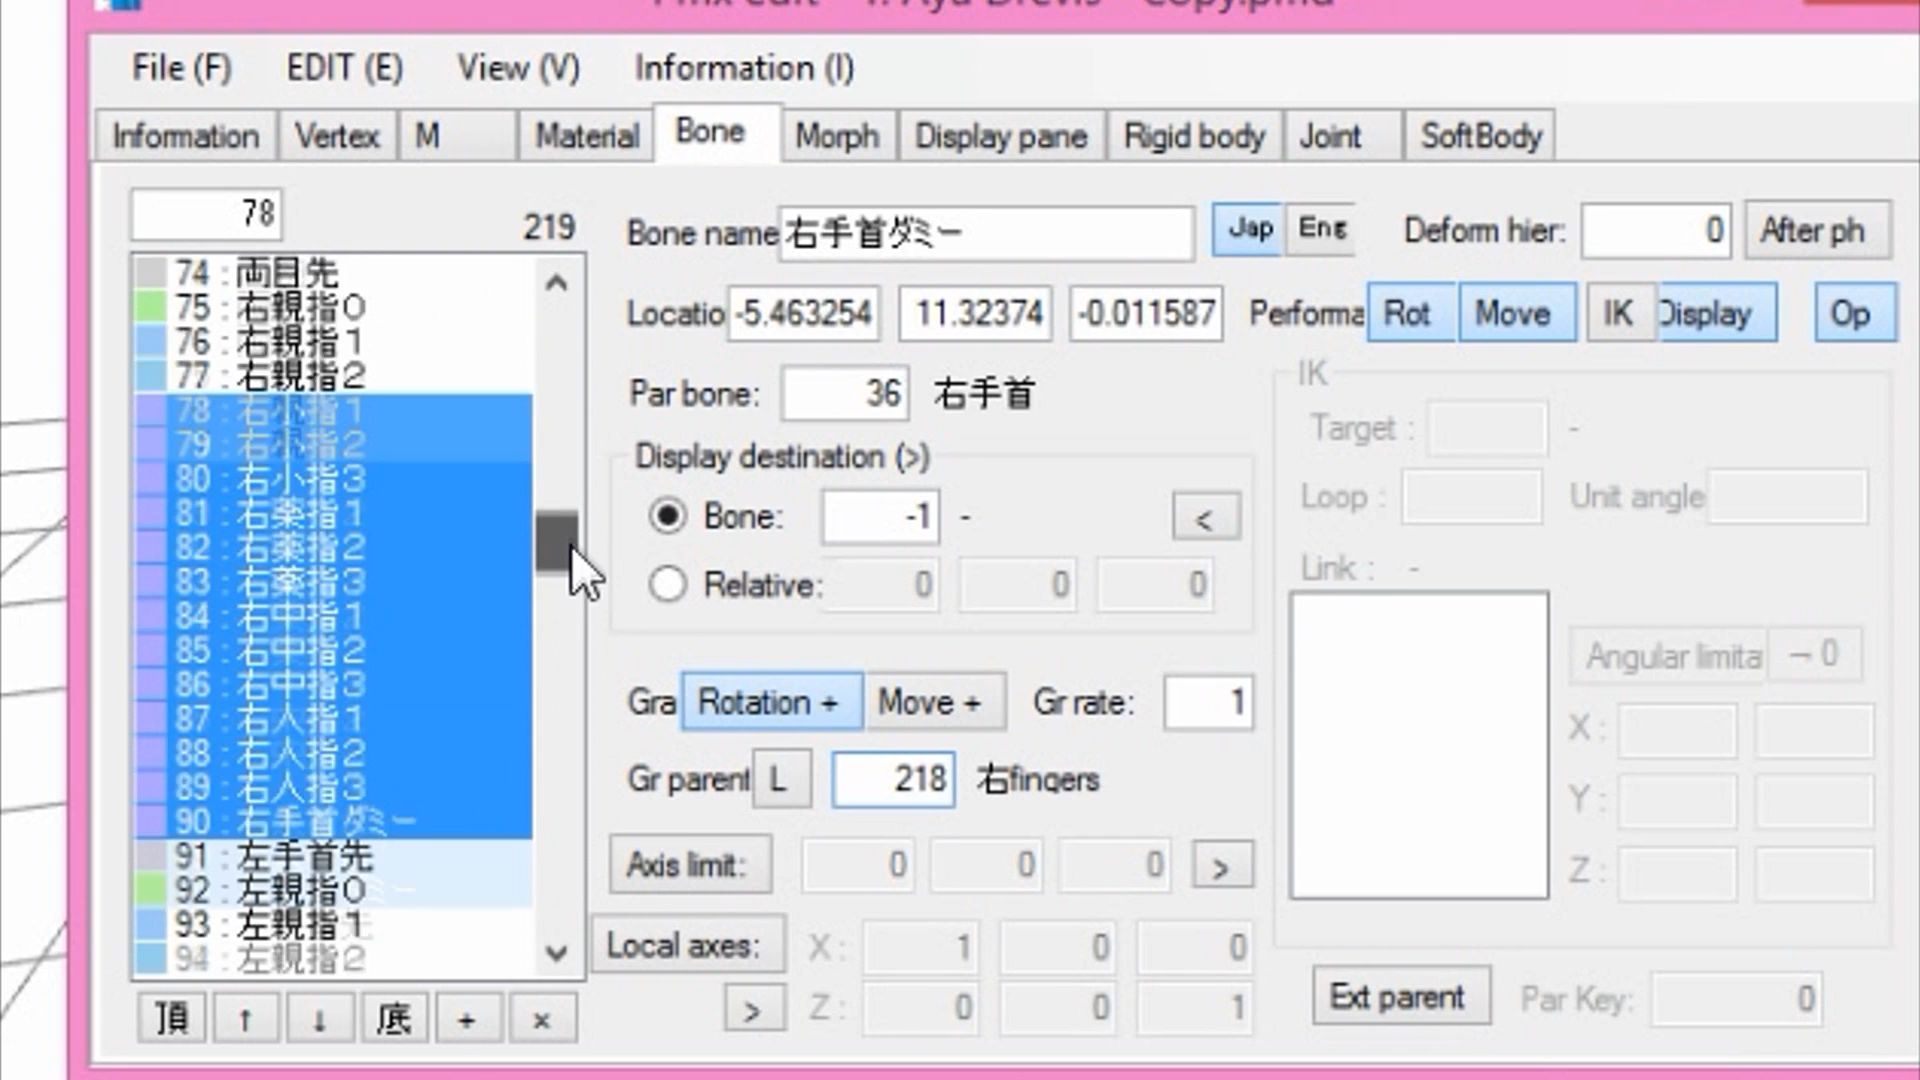 File (F) EDIT (E) View (V) Information (I)
Information Vertex M Material Bone Morph Display pane Rigid body Joint SoftBody
78 219
74 : 両目先
75 : 右親指0
76 : 右親指1
77 : 右親指2
78 : 右小指1
79 : 右小指2
80 : 右小指3
81 : 右薬指1
82 : 右薬指2
83 : 右薬指3
84 : 右中指1
85 : 右中指2
86 : 右中指3
87 : 右人指1
88 : 右人指2
89 : 右人指3
90 : 右手首ダミー
91 : 左手首先
92 : 左親指0
93 : 左親指1
94 : 左親指2
頂 ↑ ↓ 底 + ×
Bone name 右手首ダミー Jap Eng Deform hier: 0 After ph
Locatio -5.463254 11.32374 -0.011587 Performa Rot Move IK Display Op
Par bone: 36 右手首
Display destination (>)
Bone: -1 - <
Relative: 0 0 0
Gra Rotation + Move + Gr rate: 1
Gr parent L 218 右fingers
Axis limit: 0 0 0 >
Local axes: X : 1 0 0
> Z : 0 0 1
IK
Target : -
Loop : Unit angle
Link : -
Angular limita → 0
X :
Y :
Z :
Ext parent Par Key: 0